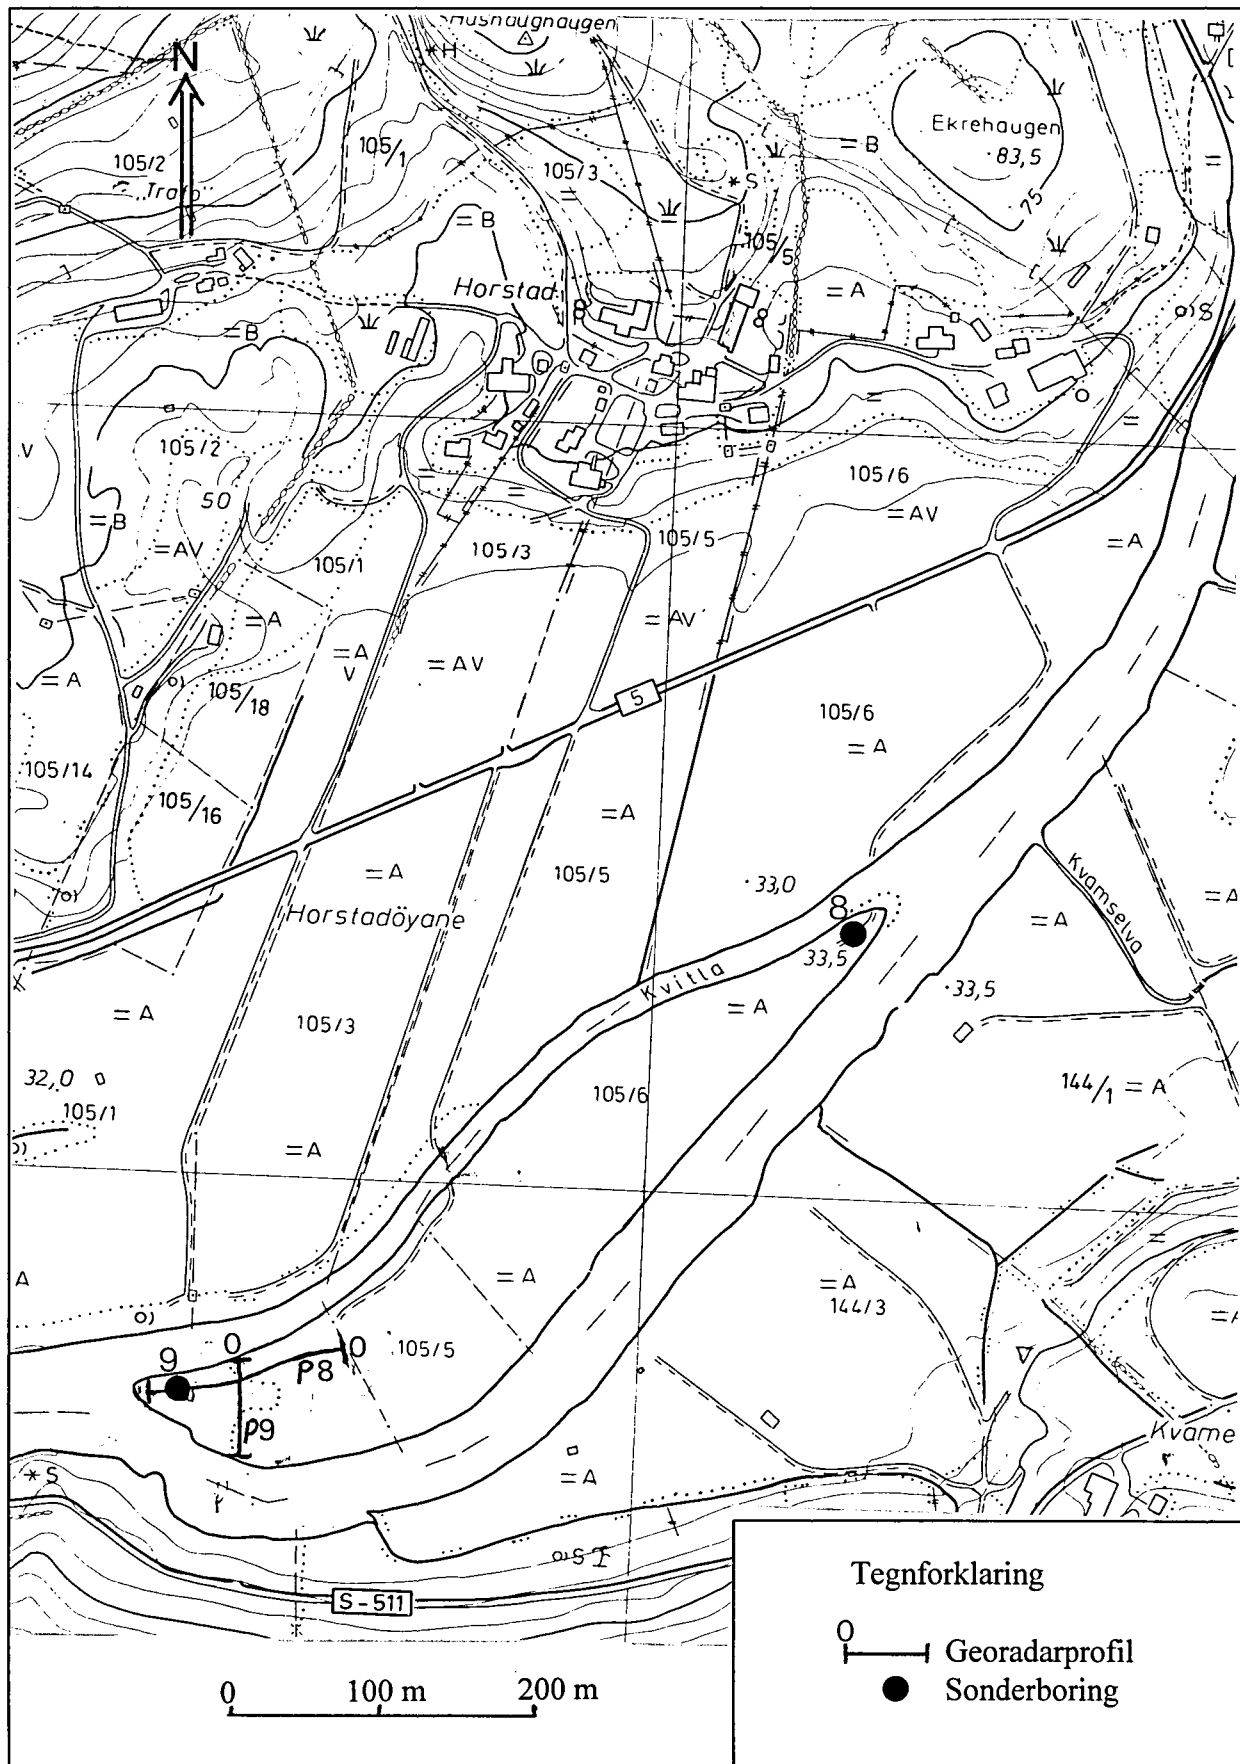 Hushaughaugen
N
* H
Ekrehaugen
· 83,5
= B
105/2
105/1
105/3
Trafo
* S
75
= B
105/5
Horstad
= A
S
= B
V
105/2
50
105/6
= B
= AV
= AV
105/1
105/3
105/5
= A
= A
= A
V
= AV
= AV
= A
105/18
5
105/6
= A
105/14
105/16
= A
= A
105/5
· 33,0
Kvamselva
= A
Horstadöyane
8
= A
33,5
Kvitla
· 33,5
= A
= A
105/3
32,0
105/1
105/6
144/1 = A
= A
A
= A
= A
144/3
= A
0
0
105/5
9
P8
P9
Kvame
* S
= A
S
S - 511
Tegnforklaring
0
Georadarprofil
Sonderboring
0 100 m 200 m